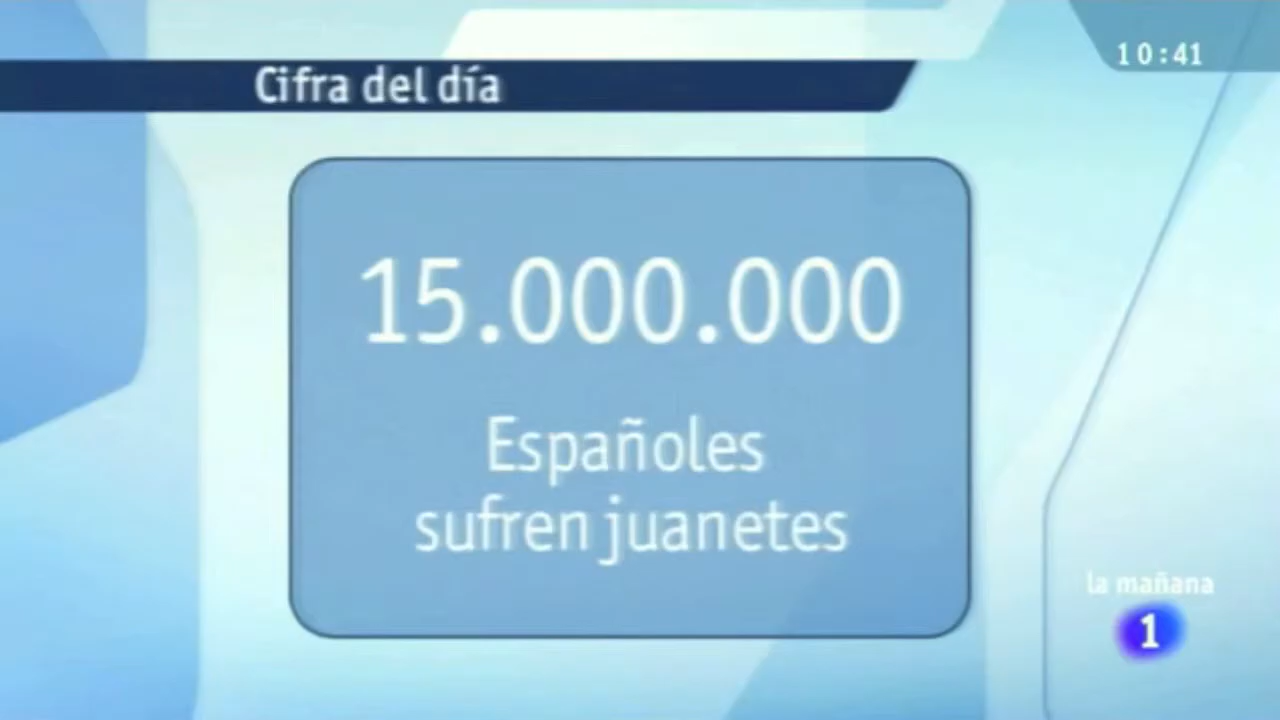 10:41
Cifra del día
15.000.000
Españoles
sufren juanetes
la mañana
1